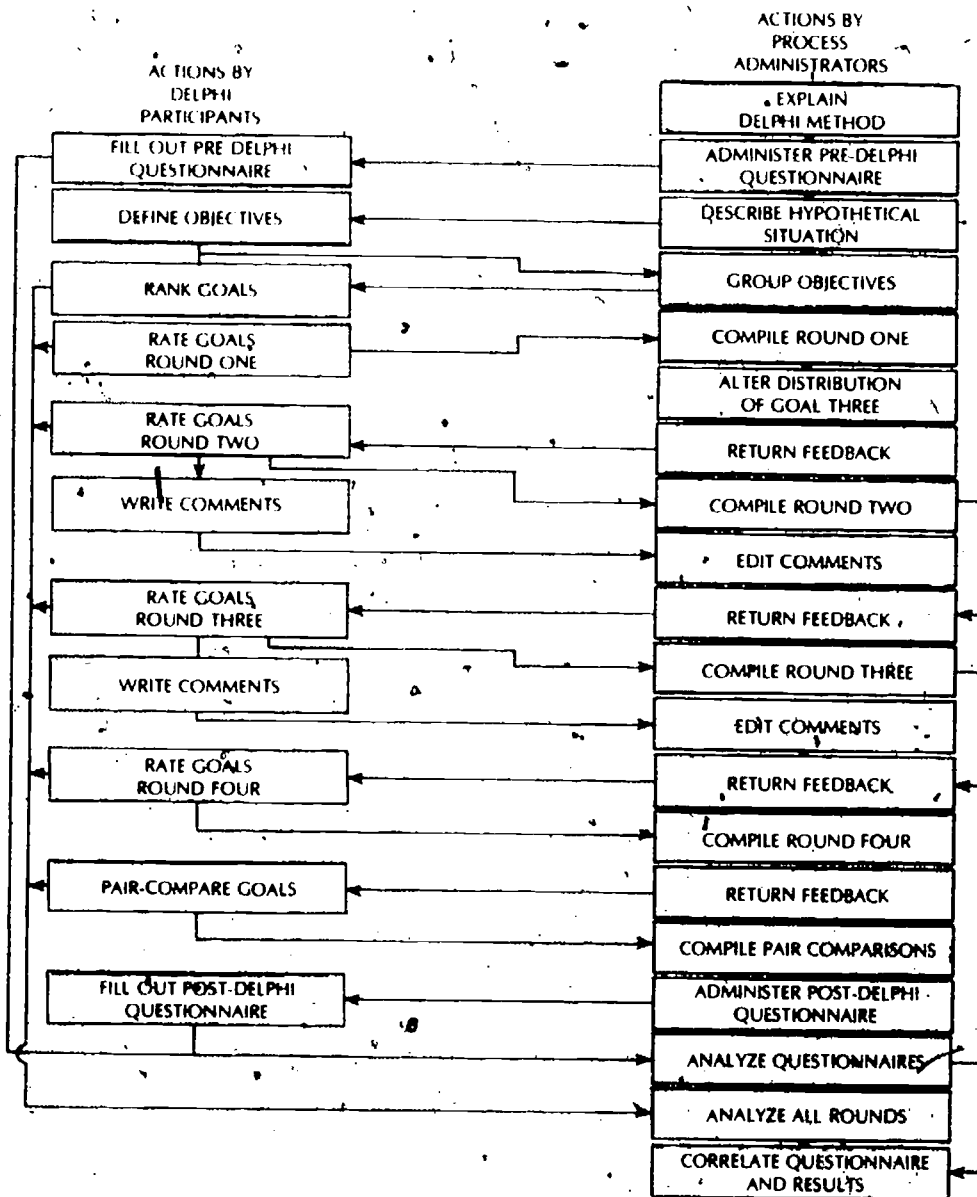 ACTIONS BY
DELPHI
PARTICIPANTS
FILL OUT PRE DELPHI
QUESTIONNAIRE
DEFINE OBJECTIVES
RANK GOALS
RATE GOALS
ROUND ONE
RATE GOALS
ROUND TWO
WRITE COMMENTS
RATE GOALS
ROUND THREE
WRITE COMMENTS
RATE GOALS
ROUND FOUR
PAIR-COMPARE GOALS
FILL OUT POST-DELPHI
QUESTIONNAIRE
ACTIONS BY
PROCESS
ADMINISTRATORS
EXPLAIN
DELPHI METHOD
ADMINISTER PRE-DELPHI
QUESTIONNAIRE
DESCRIBE HYPOTHETICAL
SITUATION
GROUP OBJECTIVES
COMPILE ROUND ONE
ALTER DISTRIBUTION
OF GOAL THREE
RETURN FEEDBACK
COMPILE ROUND TWO
EDIT COMMENTS
RETURN FEEDBACK
COMPILE ROUND THREE
EDIT COMMENTS
RETURN FEEDBACK
COMPILE ROUND FOUR
RETURN FEEDBACK
COMPILE PAIR COMPARISONS
ADMINISTER POST-DELPHI
QUESTIONNAIRE
ANALYZE QUESTIONNAIRES
ANALYZE ALL ROUNDS
CORRELATE QUESTIONNAIRE
AND RESULTS